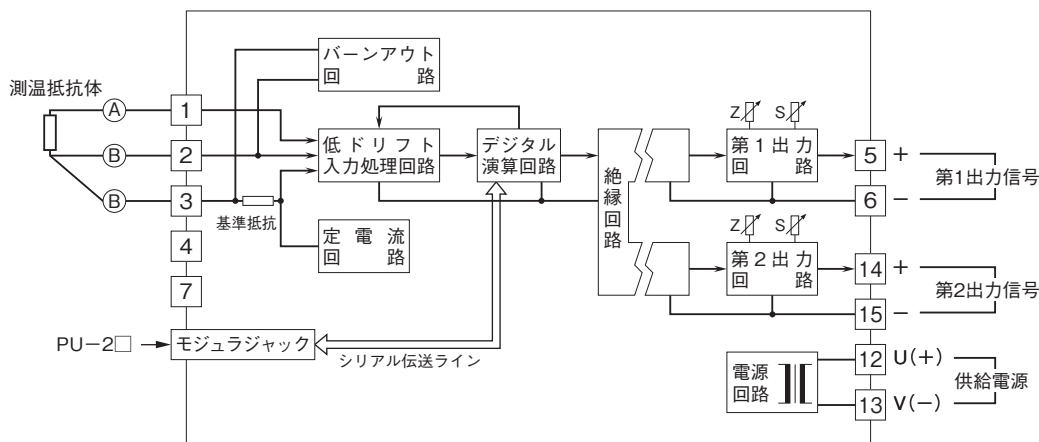 バーンアウト
回 路
測温抵抗体
A
1
B
2
B
3
4
7
低ドリフト
入力処理回路
デジタル
演算回路
基準抵抗
定 電 流
回 路
絶縁回路
Z
S
第1出力
回 路
5
+
6
−
第1出力信号
Z
S
第2出力
回 路
14
+
15
−
第2出力信号
PU−2□
モジュラジャック
シリアル伝送ライン
電源
回路
12
U(+)
13
V(−)
供給電源